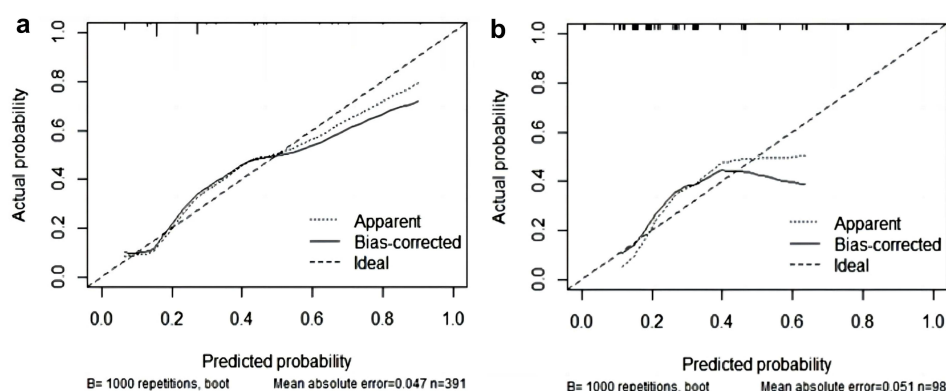 a
1.0
0.8
0.6
0.4
0.2
0.0
Actual probability
Apparent
Bias-corrected
Ideal
0.0 0.2 0.4 0.6 0.8 1.0
Predicted probability
B= 1000 repetitions, boot Mean absolute error=0.047 n=391
b
1.0
0.8
0.6
0.4
0.2
0.0
Actual probability
Apparent
Bias-corrected
Ideal
0.0 0.2 0.4 0.6 0.8 1.0
Predicted probability
B= 1000 repetitions, boot Mean absolute error=0.051 n=98